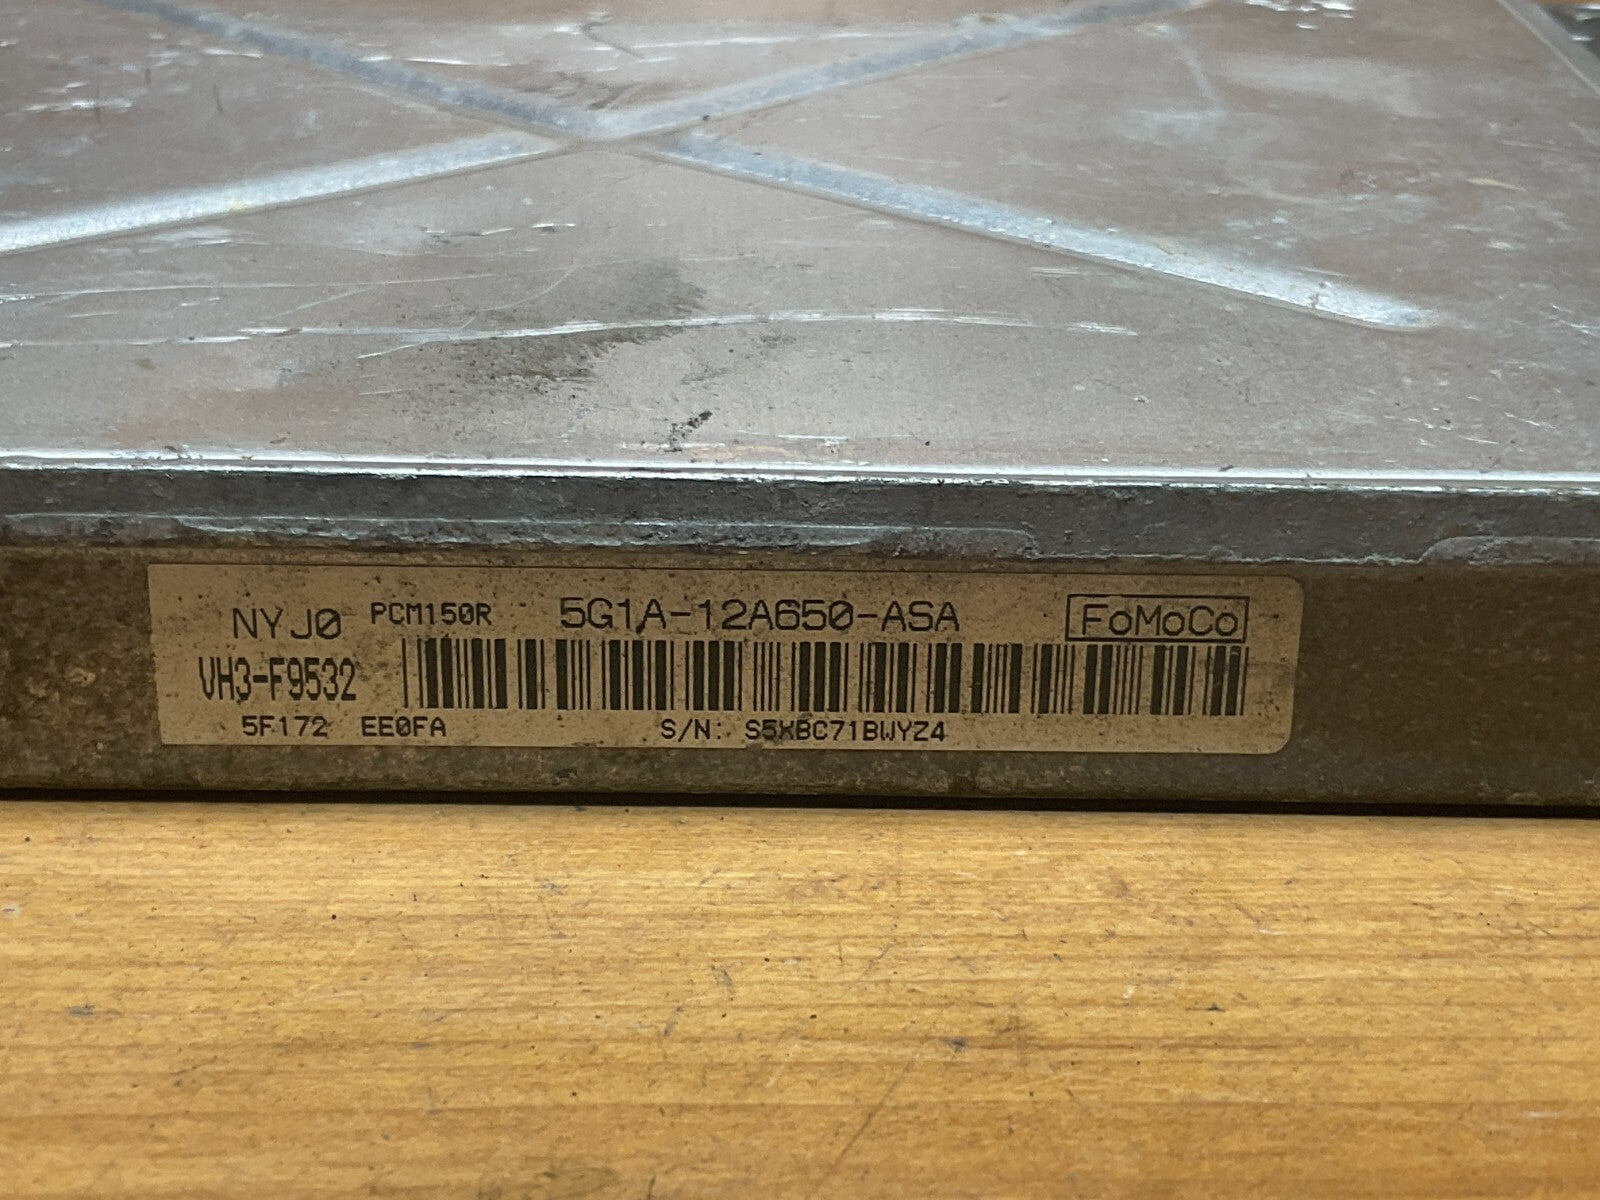 NYJ0 PCM150R 5G1A-12A650-ASA FoMoCo
VH3-F9532
5F172 EE0FA S/N: S5XBC71BWYZ4